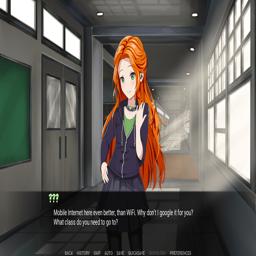 ???
Mobile Internet here even better, than WiFi. Why don't I google it for you?
What class do you need to go to?
BACK HISTORY SKIP AUTO SAVE QUICKSAVE PREFERENCES